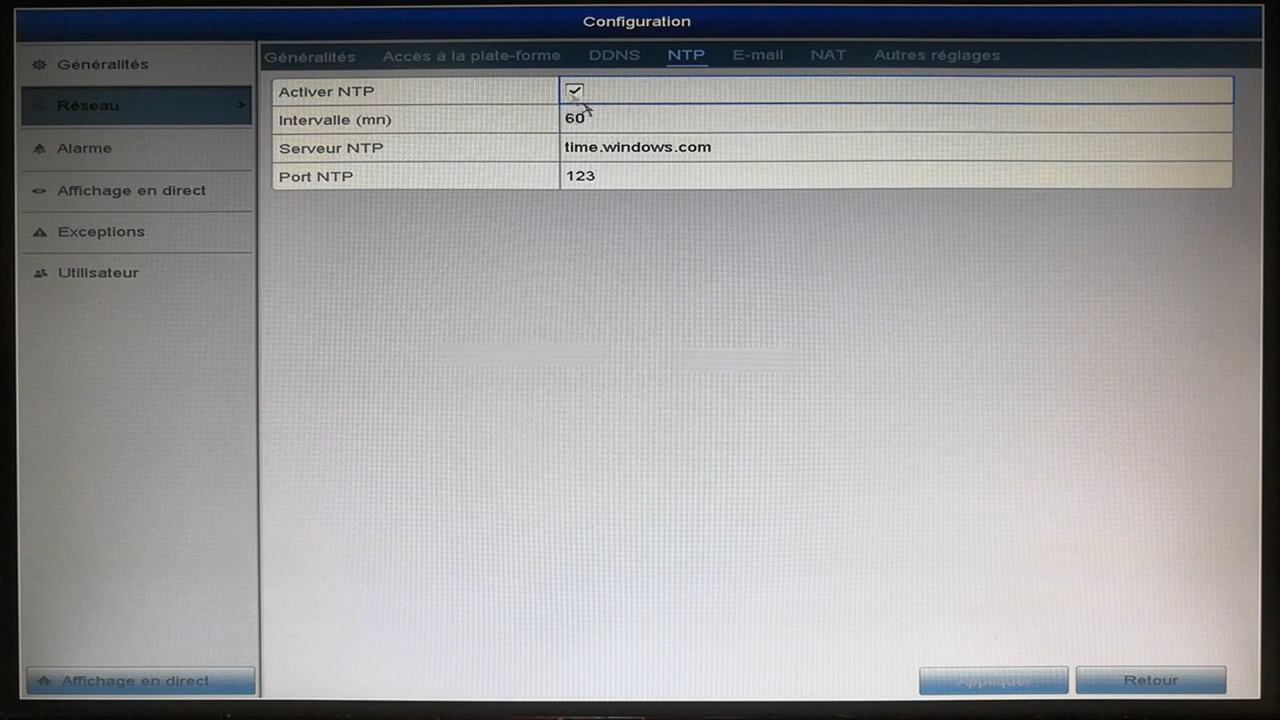 Configuration
Généralités
Réseau >
Alarme
Affichage en direct
Exceptions
Utilisateur
Affichage en direct
Généralités Accès à la plate-forme DDNS NTP E-mail NAT Autres réglages
Activer NTP
Intervalle (mn) 60
Serveur NTP time.windows.com
Port NTP 123
Appliquer Retour